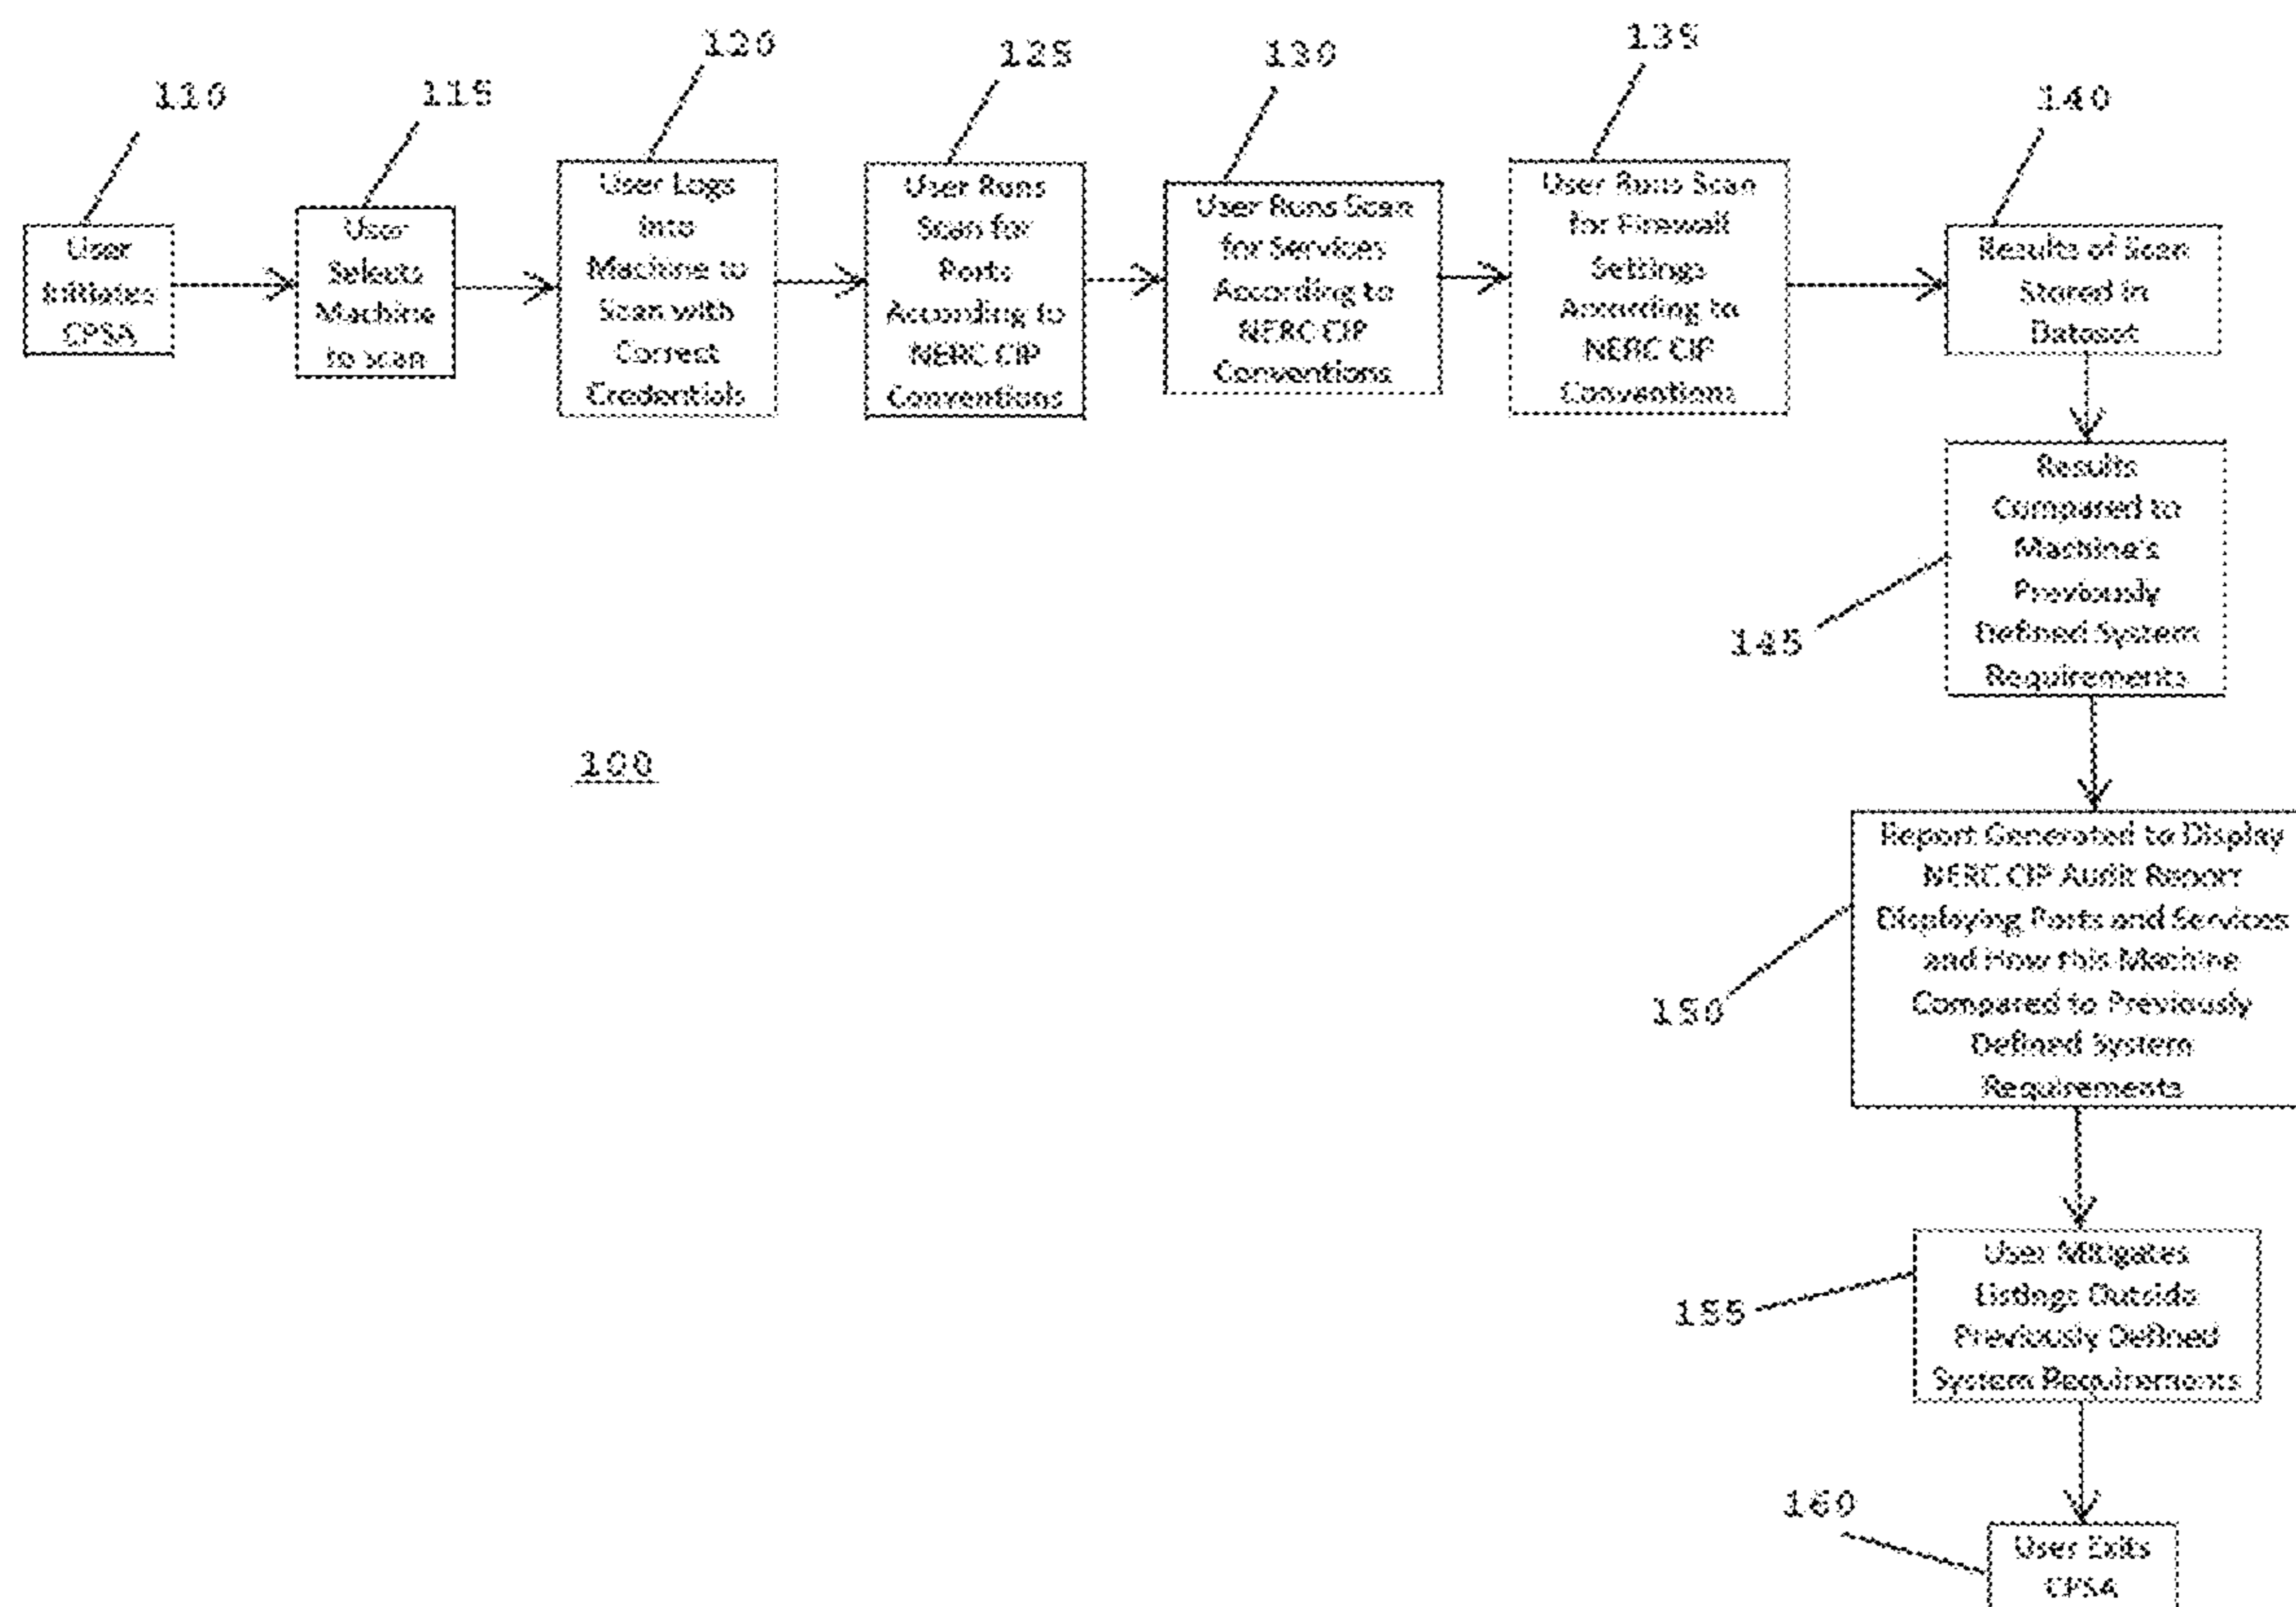 110
User
Initiates
CPSA
115
User
Selects
Machine
to scan
120
User Logs
into
Machine to
Scan with
Correct
Credentials
125
User Runs
Scan for
Ports
According to
NERC CIP
Conventions
130
User Runs Scan
for Services
According to
NERC CIP
Conventions
135
User Runs Scan
for Firewall
Settings
According to
NERC CIP
Conventions
140
Results of Scan
Stored in
Dataset
145
Results
Compared to
Machine's
Previously
Defined System
Requirements
100
150
Report Generated to Display
NERC CIP Audit Report
Displaying Ports and Services
and How this Machine
Compared to Previously
Defined System
Requirements
155
User Mitigates
Listings Outside
Previously Defined
System Requirements
160
User Exits
CPSA